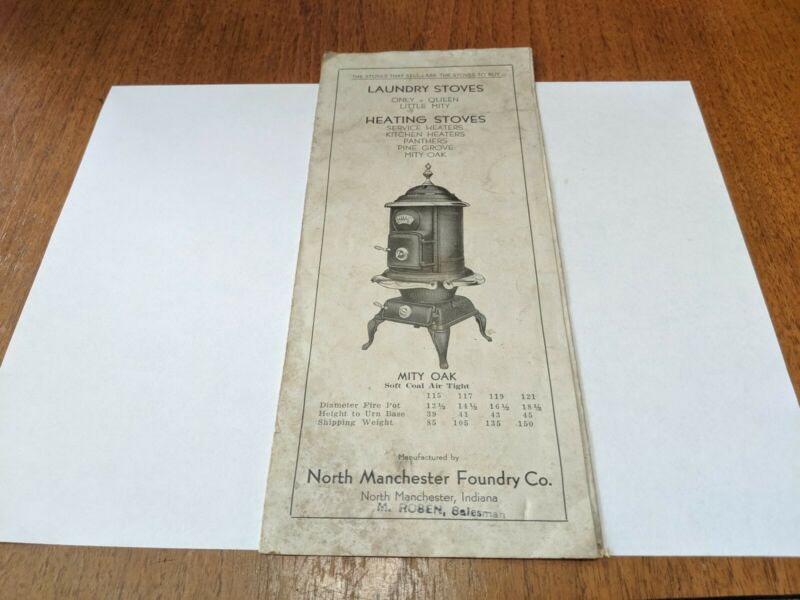 THE STOVES THAT SELL ARE THE STOVES TO BUY
LAUNDRY STOVES
ONLY - QUEEN
LITTLE MITY
HEATING STOVES
SERVICE HEATERS
KITCHEN HEATERS
PANTHERS
PINE GROVE
MITY OAK
MITY OAK
Soft Coal Air Tight
115 117 119 121
Diameter Fire Pot 12½ 14½ 16½ 18½
Height to Urn Base 39 41 43 45
Shipping Weight 85 105 135 150
Manufactured by
North Manchester Foundry Co.
North Manchester, Indiana
M. ROBEN, Salesman